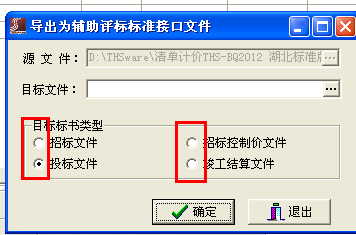 导出为辅助评标标准接口文件
源 文 件： D:\THSware\清单计价THS-BQ2012 湖北标准版 ...
目标文件： ...
目标标书类型
招标文件 招标控制价文件
投标文件 竣工结算文件
确定 退出